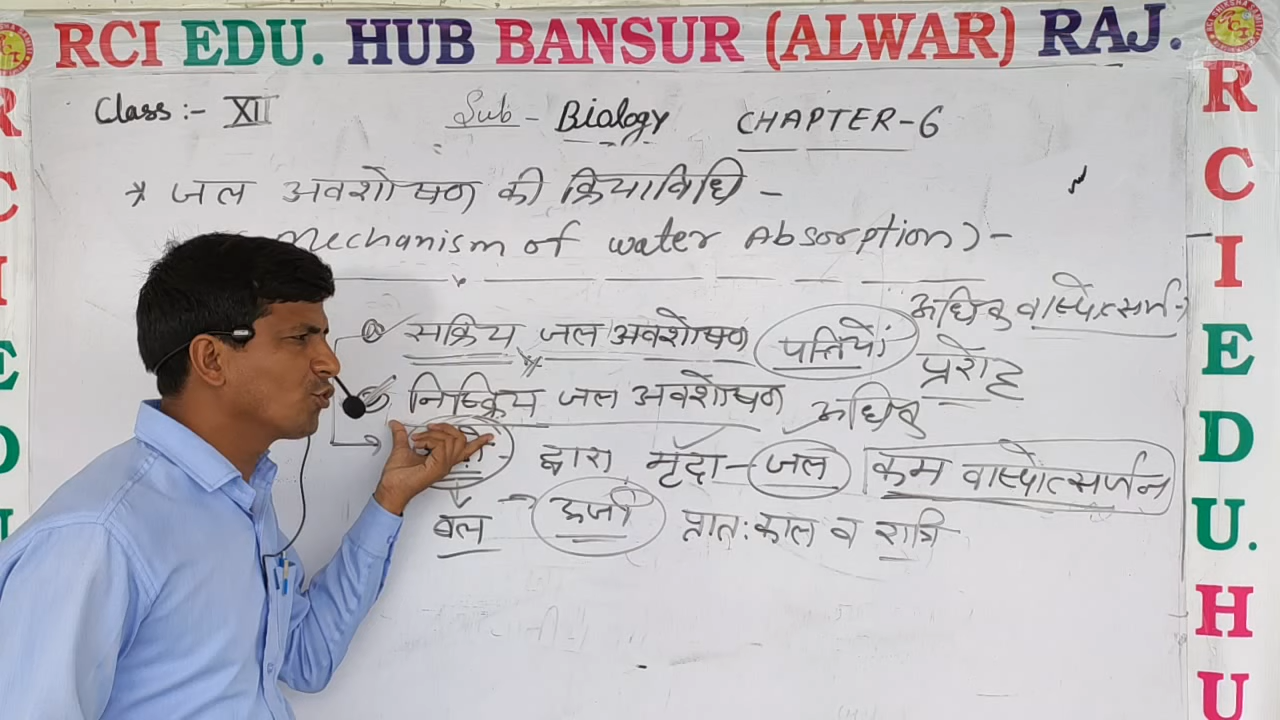 RCI EDU. HUB BANSUR (ALWAR) RAJ.
Class :- XII Sub - Biology CHAPTER-6
* जल अवशोषण की क्रियाविधि -
Mechanism of water Absorption) -
अधिक वाष्पोत्सर्जन
सक्रिय जल अवशोषण पत्तियों प्ररोह
निष्क्रिय जल अवशोषण अधिक
द्वारा मृदा - जल कम वाष्पोत्सर्जन
बल ऊर्जा प्रातः काल व रात्रि
RCI EDU. HU